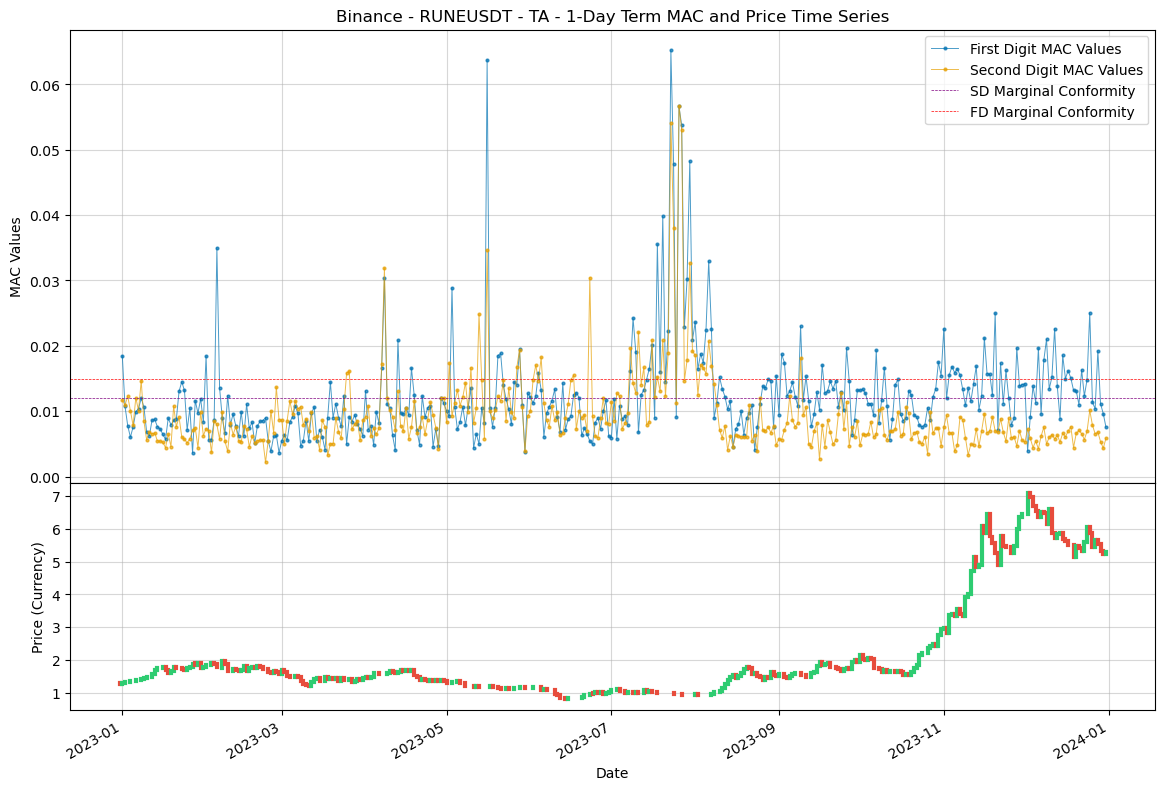 Binance - RUNEUSDT - TA - 1-Day Term MAC and Price Time Series
First Digit MAC Values
Second Digit MAC Values
SD Marginal Conformity
FD Marginal Conformity
MAC Values
0.06
0.05
0.04
0.03
0.02
0.01
0.00
Price (Currency)
7
6
5
4
3
2
1
2023-01
2023-03
2023-05
2023-07
2023-09
2023-11
2024-01
Date